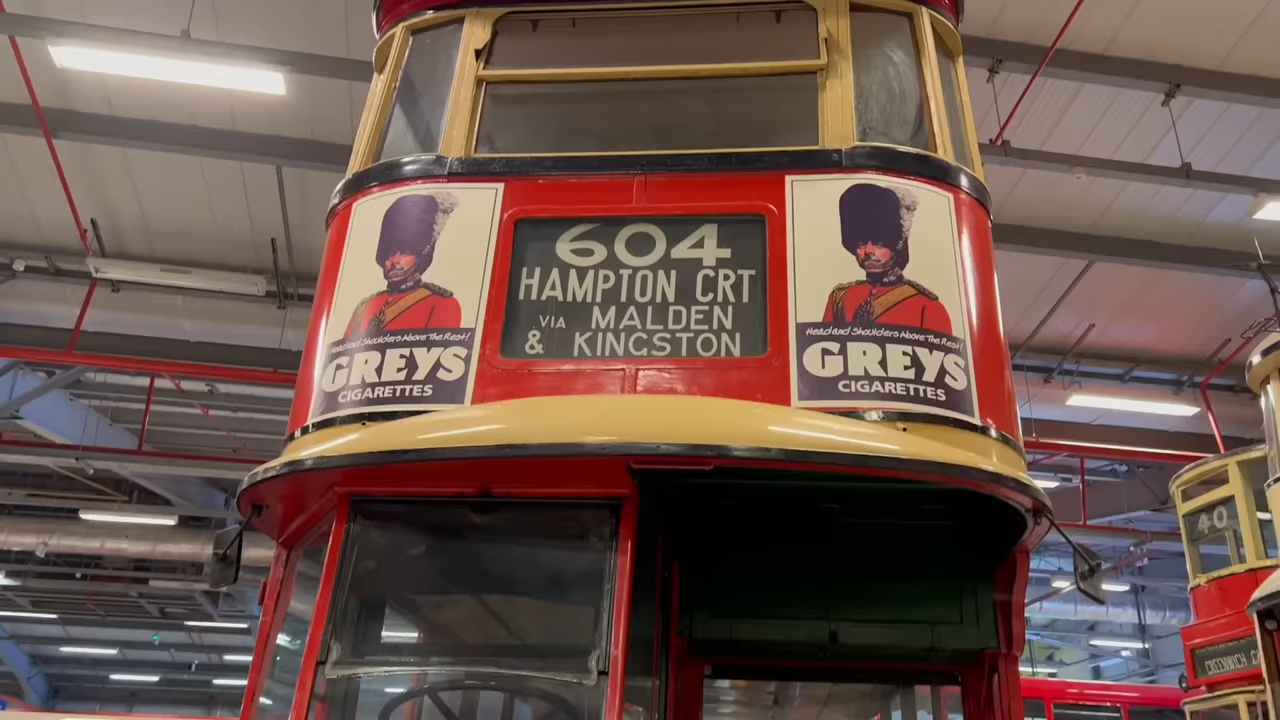 604
HAMPTON CRT
VIA MALDEN
& KINGSTON
Head and Shoulders Above The Rest!
GREYS
CIGARETTES
Head and Shoulders Above The Rest!
GREYS
CIGARETTES
40
GREENWICH